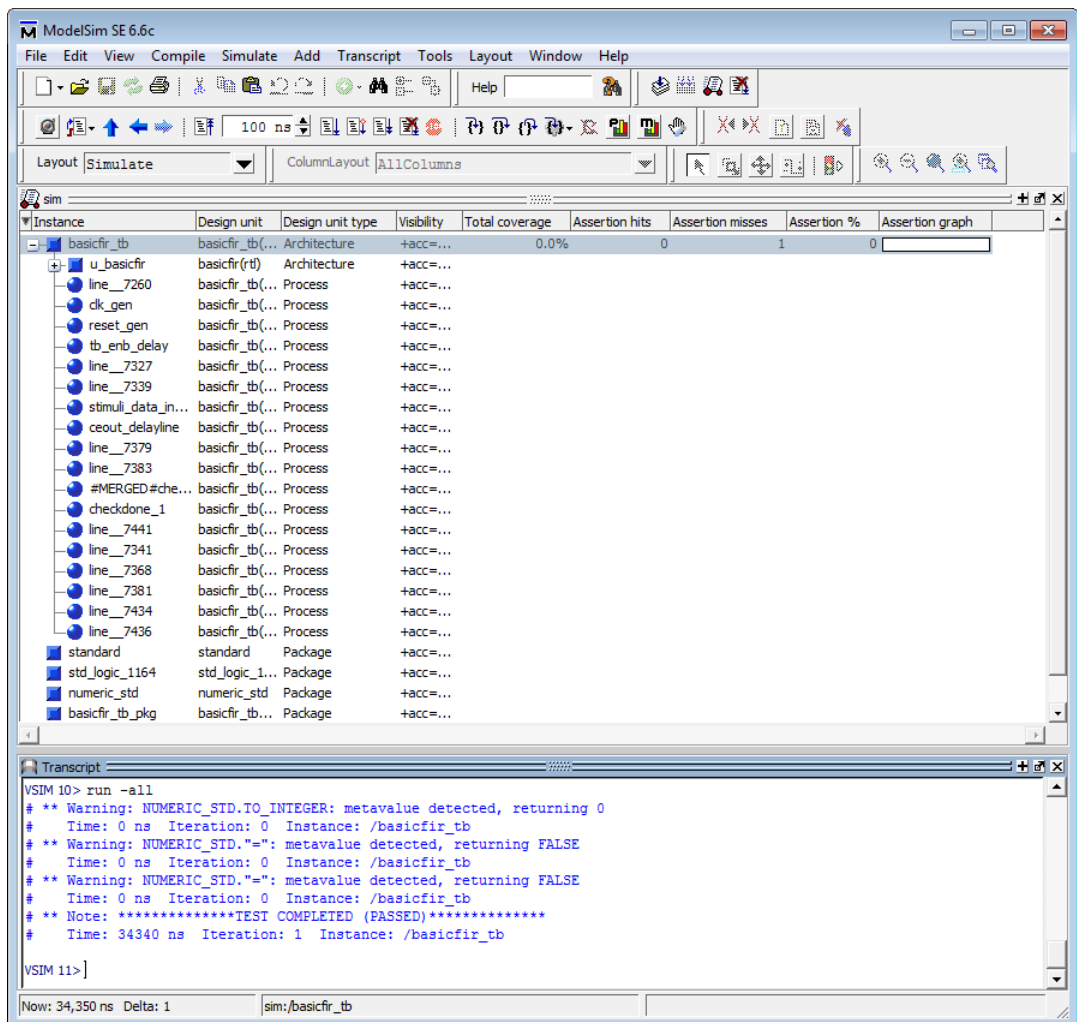 ModelSim SE 6.6c
File Edit View Compile Simulate Add Transcript Tools Layout Window Help
Help
100 ns
Layout Simulate ColumnLayout AllColumns
sim
Instance Design unit Design unit type Visibility Total coverage Assertion hits Assertion misses Assertion % Assertion graph
basicfir_tb basicfir_tb(... Architecture +acc=... 0.0% 0 1 0
u_basicfir basicfir(rtl) Architecture +acc=...
line__7260 basicfir_tb(... Process +acc=...
clk_gen basicfir_tb(... Process +acc=...
reset_gen basicfir_tb(... Process +acc=...
tb_enb_delay basicfir_tb(... Process +acc=...
line__7327 basicfir_tb(... Process +acc=...
line__7339 basicfir_tb(... Process +acc=...
stimuli_data_in... basicfir_tb(... Process +acc=...
ceout_delayline basicfir_tb(... Process +acc=...
line__7379 basicfir_tb(... Process +acc=...
line__7383 basicfir_tb(... Process +acc=...
#MERGED#che... basicfir_tb(... Process +acc=...
checkdone_1 basicfir_tb(... Process +acc=...
line__7441 basicfir_tb(... Process +acc=...
line__7341 basicfir_tb(... Process +acc=...
line__7368 basicfir_tb(... Process +acc=...
line__7381 basicfir_tb(... Process +acc=...
line__7434 basicfir_tb(... Process +acc=...
line__7436 basicfir_tb(... Process +acc=...
standard standard Package +acc=...
std_logic_1164 std_logic_1... Package +acc=...
numeric_std numeric_std Package +acc=...
basicfir_tb_pkg basicfir_tb... Package +acc=...
Transcript
VSIM 10> run -all
# ** Warning: NUMERIC_STD.TO_INTEGER: metavalue detected, returning 0
# Time: 0 ns Iteration: 0 Instance: /basicfir_tb
# ** Warning: NUMERIC_STD."=": metavalue detected, returning FALSE
# Time: 0 ns Iteration: 0 Instance: /basicfir_tb
# ** Warning: NUMERIC_STD."=": metavalue detected, returning FALSE
# Time: 0 ns Iteration: 0 Instance: /basicfir_tb
# ** Note: **************TEST COMPLETED (PASSED)**************
# Time: 34340 ns Iteration: 1 Instance: /basicfir_tb
VSIM 11>
Now: 34,350 ns Delta: 1 sim:/basicfir_tb